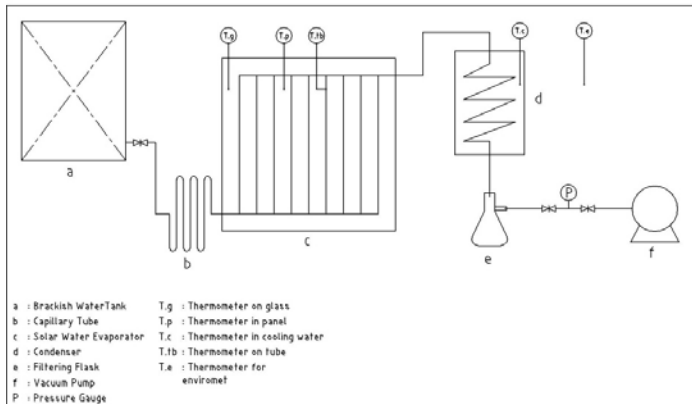 T.g
T.p
T.tb
T.c
T.e
a
b
c
d
e
f
P
a : Brackish WaterTank
b : Capillary Tube
c : Solar Water Evaporator
d : Condenser
e : Filtering Flask
f : Vacuum Pump
P : Pressure Gauge
T.g : Thermometer on glass
T.p : Thermometer in panel
T.c : Thermometer in cooling water
T.tb : Thermometer on tube
T.e : Thermometer for
enviromet